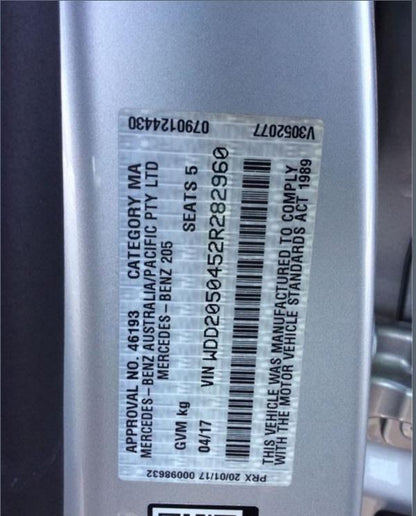 APPROVAL NO. 46193 CATEGORY MA
MERCEDES-BENZ AUSTRALIA/PACIFIC PTY LTD
MERCEDES-BENZ 205
GVM kg SEATS 5
04/17 VIN WDD2050452R282960
THIS VEHICLE WAS MANUFACTURED TO COMPLY
WITH THE MOTOR VEHICLE STANDARDS ACT 1989
PRX 20/01/17 00098632
0790124430
V3052077